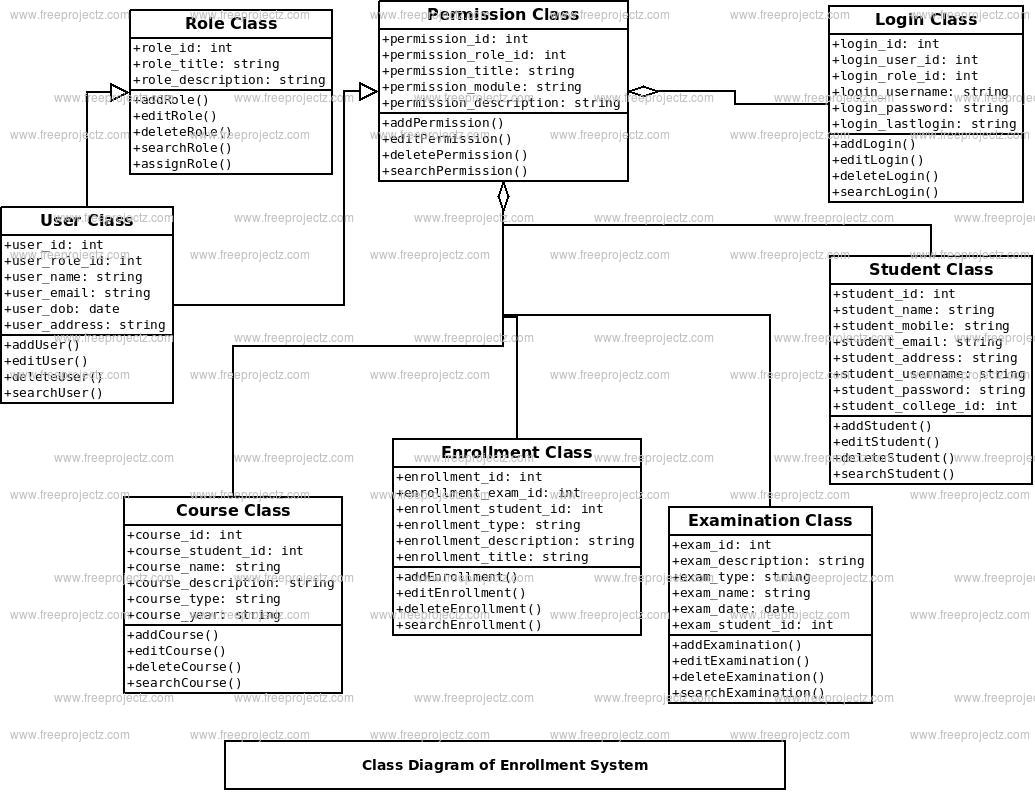 Role Class
+role_id: int
+role_title: string
+role_description: string
+addRole()
+editRole()
+deleteRole()
+searchRole()
+assignRole()
Permission Class
+permission_id: int
+permission_role_id: int
+permission_title: string
+permission_module: string
+permission_description: string
+addPermission()
+editPermission()
+deletePermission()
+searchPermission()
Login Class
+login_id: int
+login_user_id: int
+login_role_id: int
+login_username: string
+login_password: string
+login_lastlogin: string
+addLogin()
+editLogin()
+deleteLogin()
+searchLogin()
User Class
+user_id: int
+user_role_id: int
+user_name: string
+user_email: string
+user_dob: date
+user_address: string
+addUser()
+editUser()
+deleteUser()
+searchUser()
Student Class
+student_id: int
+student_name: string
+student_mobile: string
+student_email: string
+student_address: string
+student_username: string
+student_password: string
+student_college_id: int
+addStudent()
+editStudent()
+deleteStudent()
+searchStudent()
Course Class
+course_id: int
+course_student_id: int
+course_name: string
+course_description: string
+course_type: string
+course_year: string
+addCourse()
+editCourse()
+deleteCourse()
+searchCourse()
Enrollment Class
+enrollment_id: int
+enrollment_exam_id: int
+enrollment_student_id: int
+enrollment_type: string
+enrollment_description: string
+enrollment_title: string
+addEnrollment()
+editEnrollment()
+deleteEnrollment()
+searchEnrollment()
Examination Class
+exam_id: int
+exam_description: string
+exam_type: string
+exam_name: string
+exam_date: date
+exam_student_id: int
+addExamination()
+editExamination()
+deleteExamination()
+searchExamination()
Class Diagram of Enrollment System
www.freeprojectz.com